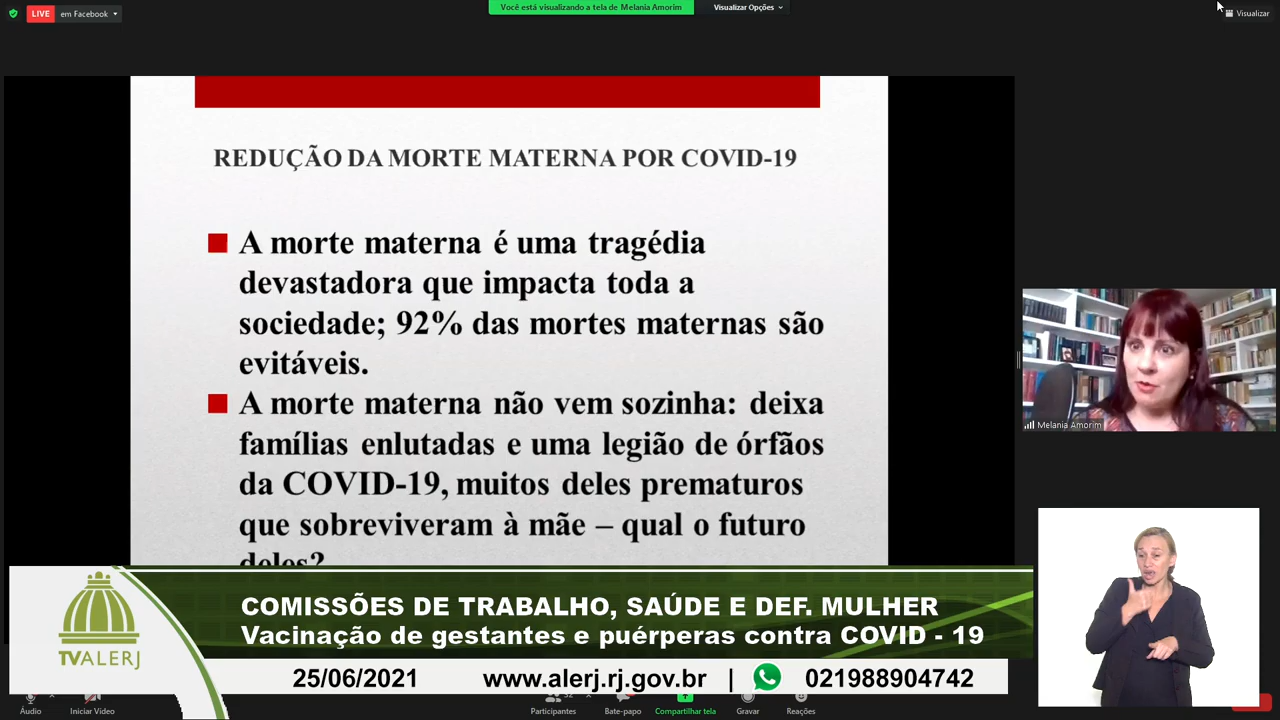 LIVE em Facebook
Você está visualizando a tela de Melania Amorim
Visualizar Opções
Visualizar
REDUÇÃO DA MORTE MATERNA POR COVID-19
A morte materna é uma tragédia
devastadora que impacta toda a
sociedade; 92% das mortes maternas são
evitáveis.
A morte materna não vem sozinha: deixa
famílias enlutadas e uma legião de órfãos
da COVID-19, muitos deles prematuros
que sobreviveram à mãe – qual o futuro
deles?
Melania Amorim
TVALERJ
COMISSÕES DE TRABALHO, SAÚDE E DEF. MULHER
Vacinação de gestantes e puérperas contra COVID - 19
25/06/2021 www.alerj.rj.gov.br | 021988904742
Áudio
Iniciar Vídeo
Participantes
Bate-papo
Compartilhar tela
Gravar
Reações